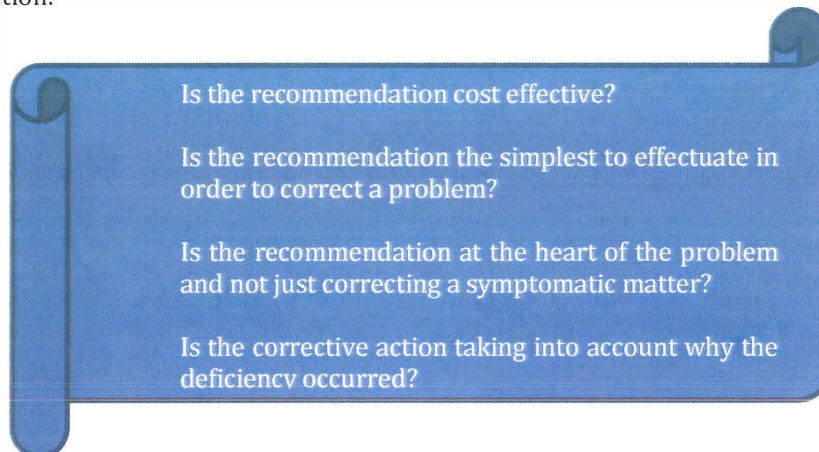 tion.
Is the recommendation cost effective?
Is the recommendation the simplest to effectuate in
order to correct a problem?
Is the recommendation at the heart of the problem
and not just correcting a symptomatic matter?
Is the corrective action taking into account why the
deficiency occurred?